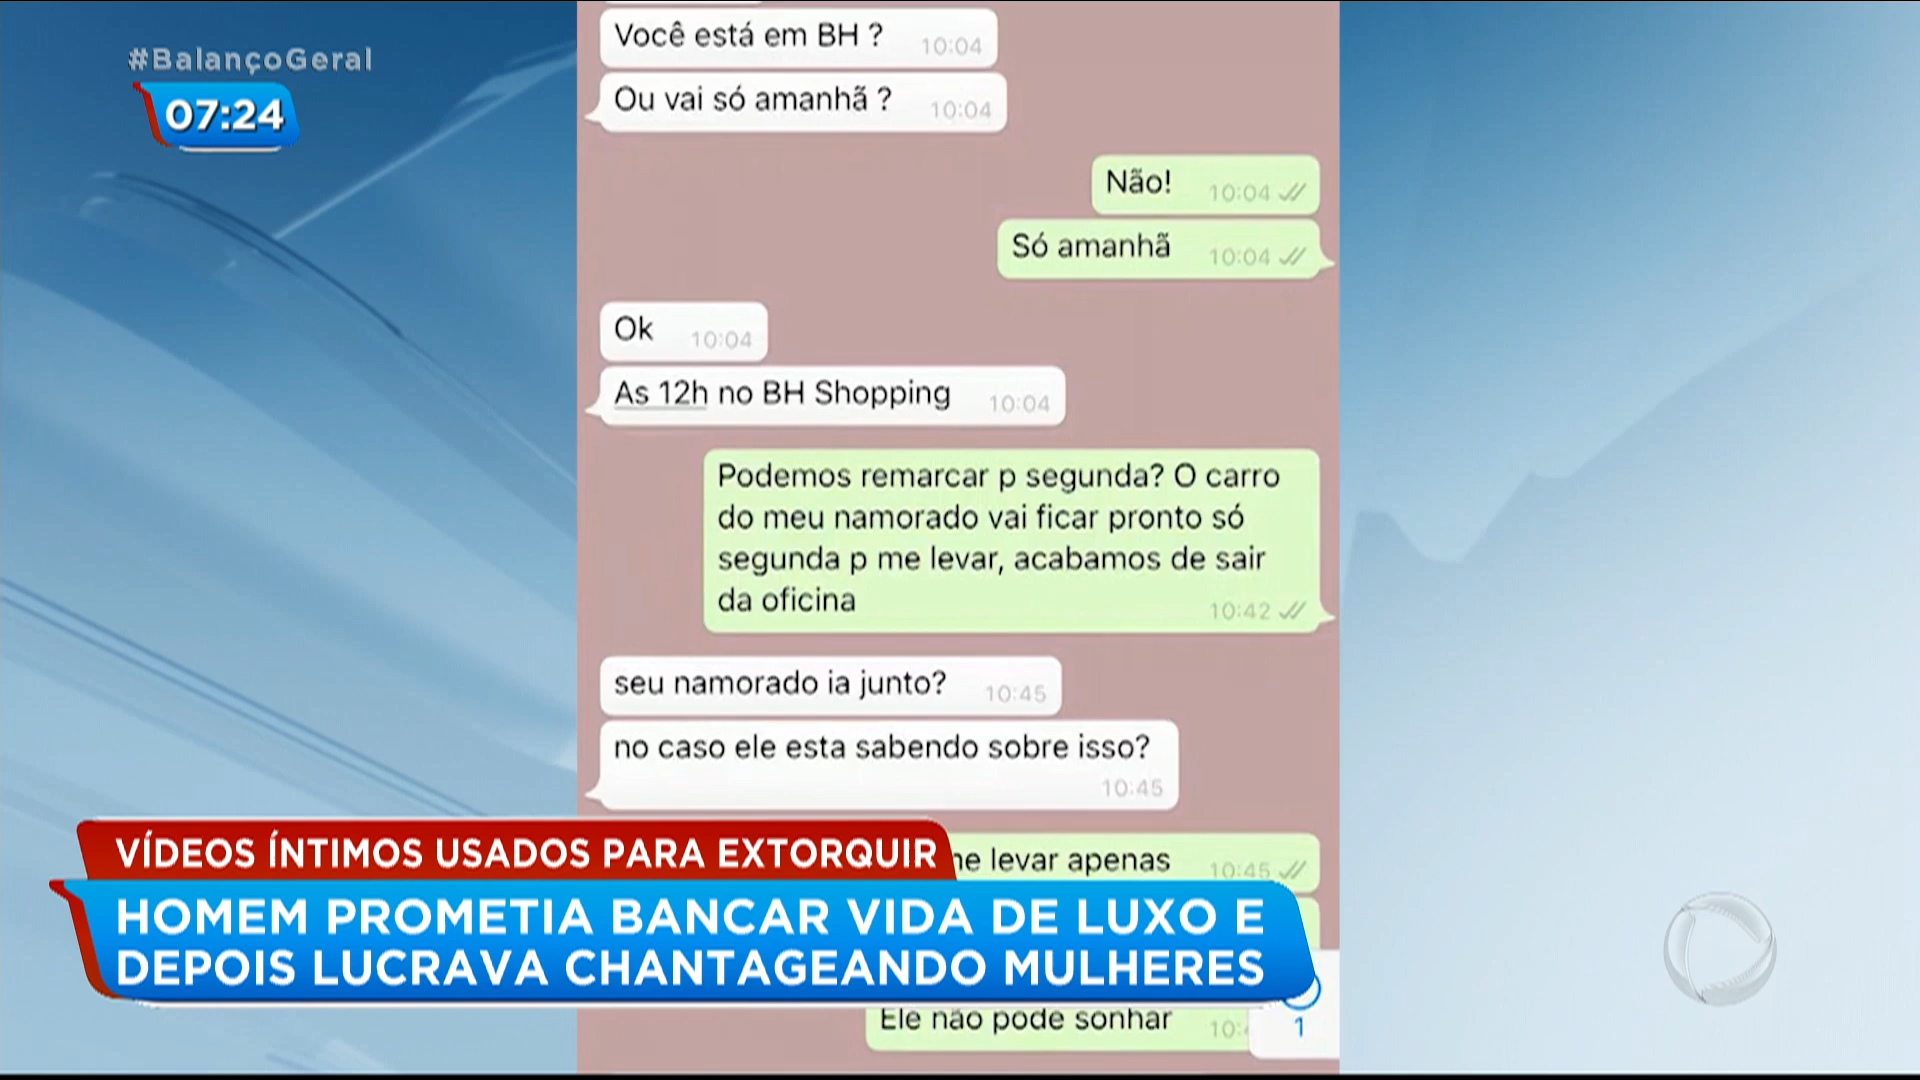 #BalançoGeral
07:24
Você está em BH ? 10:04
Ou vai só amanhã ? 10:04
Não! 10:04
Só amanhã 10:04
Ok 10:04
As 12h no BH Shopping 10:04
Podemos remarcar p segunda? O carro
do meu namorado vai ficar pronto só
segunda p me levar, acabamos de sair
da oficina 10:42
seu namorado ia junto? 10:45
no caso ele esta sabendo sobre isso?
10:45
levar apenas 10:45
VÍDEOS ÍNTIMOS USADOS PARA EXTORQUIR
HOMEM PROMETIA BANCAR VIDA DE LUXO E
DEPOIS LUCRAVA CHANTAGEANDO MULHERES
Ele não pode sonhar
1